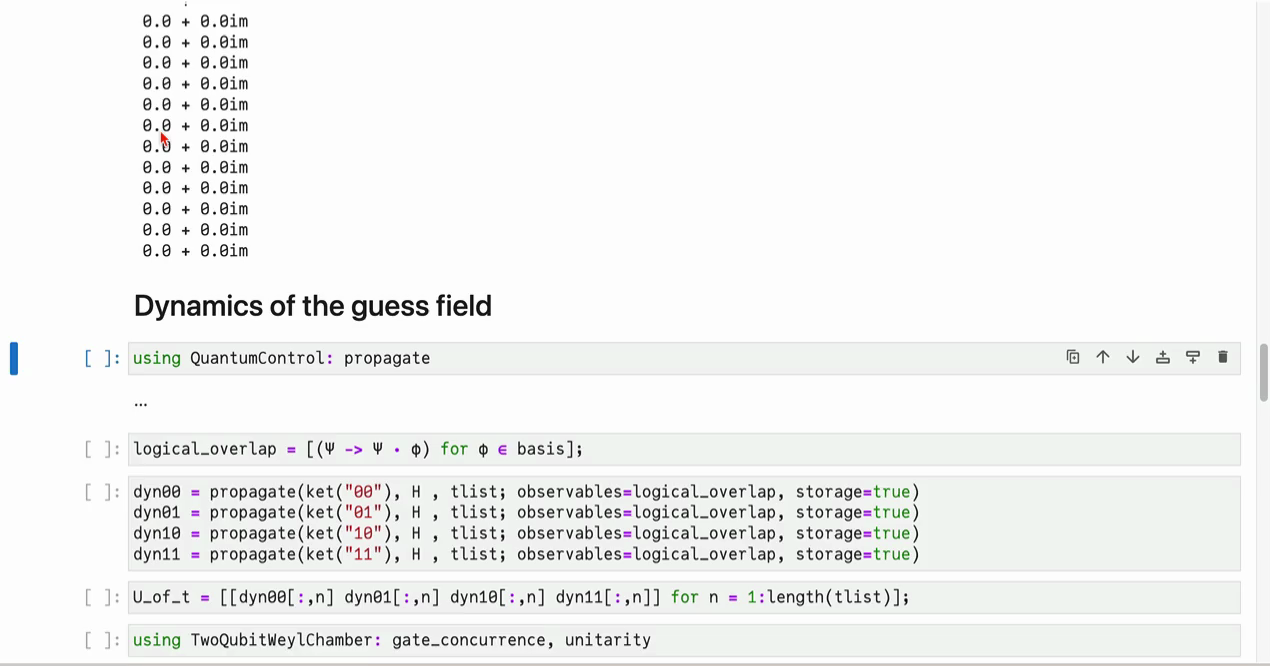 0.0 + 0.0im
0.0 + 0.0im
0.0 + 0.0im
0.0 + 0.0im
0.0 + 0.0im
0.0 + 0.0im
0.0 + 0.0im
0.0 + 0.0im
0.0 + 0.0im
0.0 + 0.0im
0.0 + 0.0im
0.0 + 0.0im
Dynamics of the guess field
[ ]: using QuantumControl: propagate
...
[ ]: logical_overlap = [(Ψ -> Ψ ⋅ ϕ) for ϕ ∈ basis];
[ ]: dyn00 = propagate(ket("00"), H , tlist; observables=logical_overlap, storage=true)
dyn01 = propagate(ket("01"), H , tlist; observables=logical_overlap, storage=true)
dyn10 = propagate(ket("10"), H , tlist; observables=logical_overlap, storage=true)
dyn11 = propagate(ket("11"), H , tlist; observables=logical_overlap, storage=true)
[ ]: U_of_t = [[dyn00[:,n] dyn01[:,n] dyn10[:,n] dyn11[:,n]] for n = 1:length(tlist)];
[ ]: using TwoQubitWeylChamber: gate_concurrence, unitarity